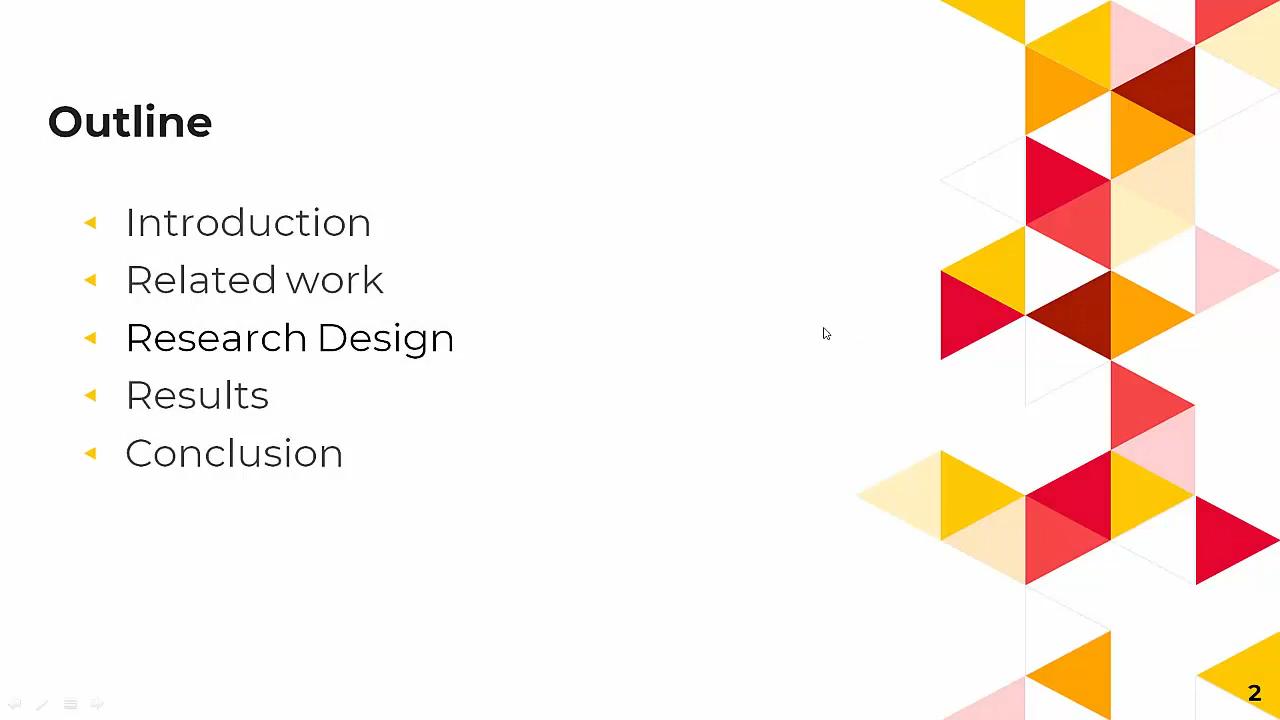 Outline
Introduction
Related work
Research Design
Results
Conclusion
2